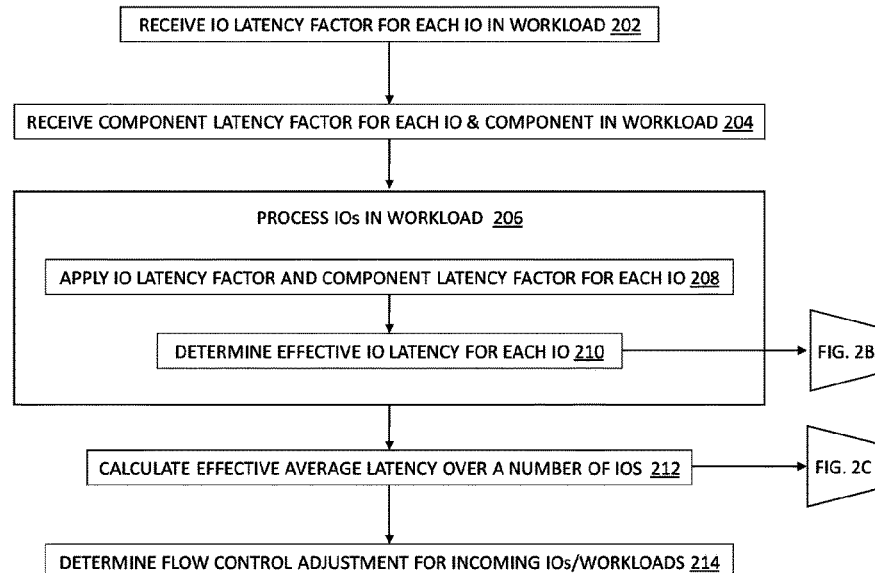 RECEIVE IO LATENCY FACTOR FOR EACH IO IN WORKLOAD 202
RECEIVE COMPONENT LATENCY FACTOR FOR EACH IO & COMPONENT IN WORKLOAD 204
PROCESS IOs IN WORKLOAD 206
APPLY IO LATENCY FACTOR AND COMPONENT LATENCY FACTOR FOR EACH IO 208
DETERMINE EFFECTIVE IO LATENCY FOR EACH IO 210
FIG. 2B
CALCULATE EFFECTIVE AVERAGE LATENCY OVER A NUMBER OF IOS 212
FIG. 2C
DETERMINE FLOW CONTROL ADJUSTMENT FOR INCOMING IOs/WORKLOADS 214